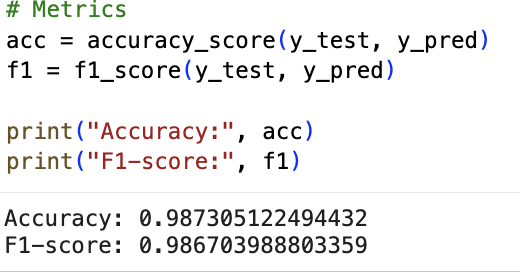 # Metrics
acc = accuracy_score(y_test, y_pred)
f1 = f1_score(y_test, y_pred)
print("Accuracy:", acc)
print("F1-score:", f1)
Accuracy: 0.987305122494432
F1-score: 0.986703988803359